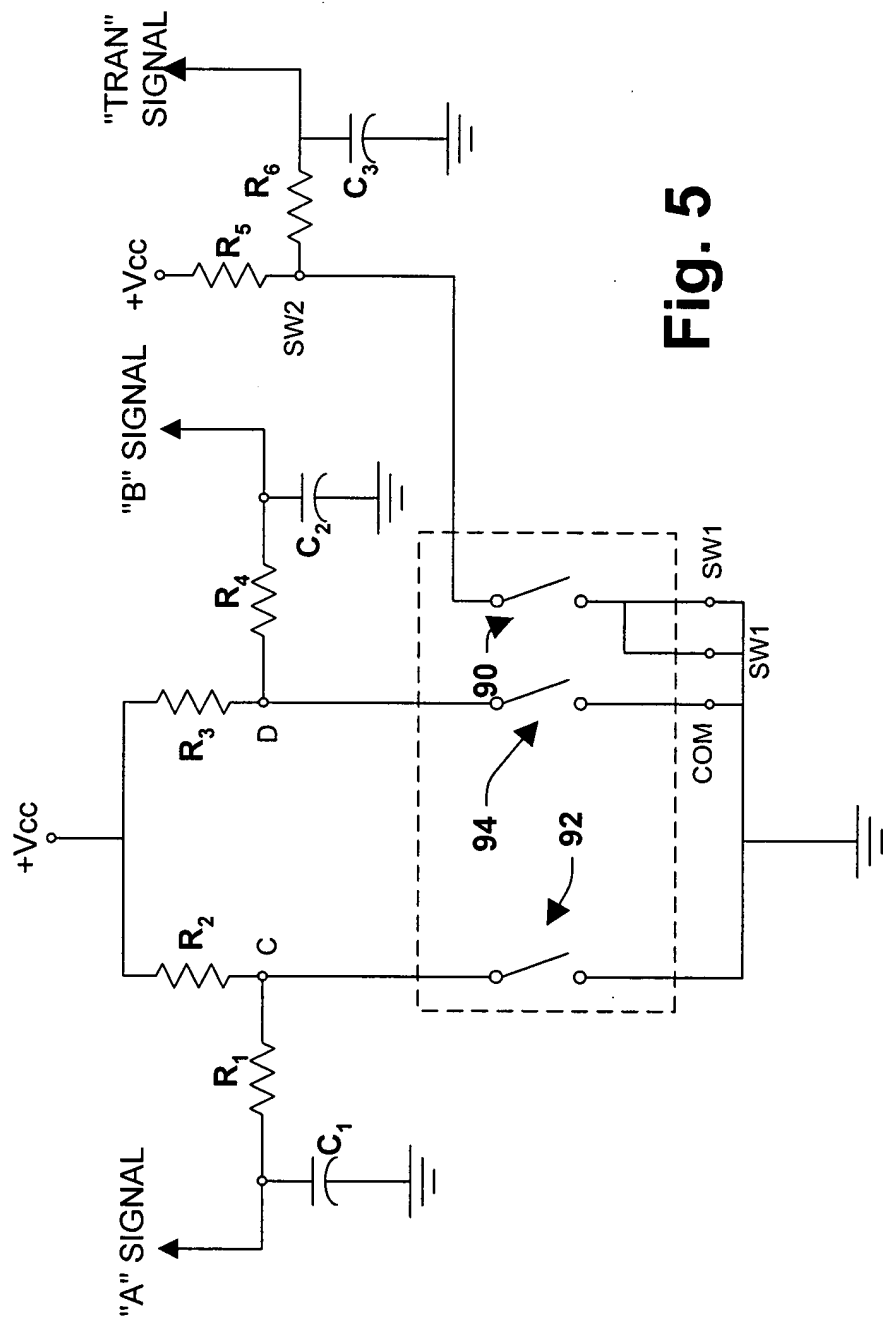 "A" SIGNAL
+Vcc
"B" SIGNAL
+Vcc
"TRAN"
SIGNAL
R1
C1
R2
C
R3
D
R4
C2
SW2
R5
R6
C3
92
94
90
COM
SW1
SW1
Fig. 5